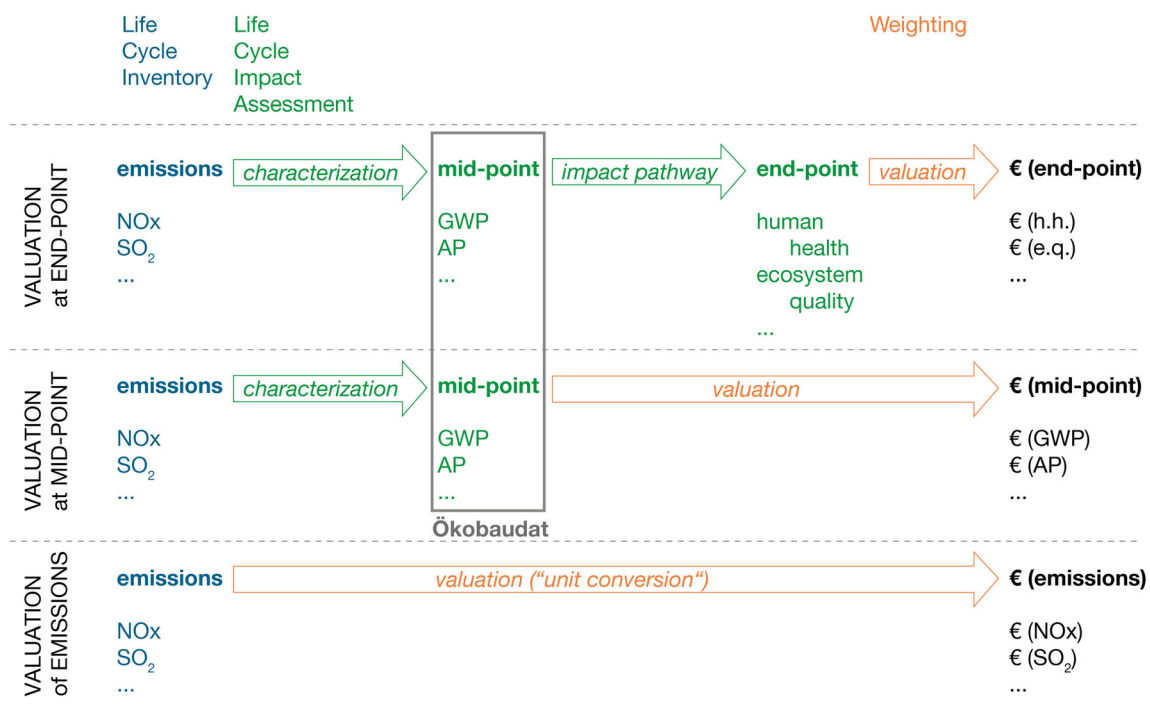 Life
Cycle
Inventory
Life
Cycle
Impact
Assessment
Weighting
VALUATION
at END-POINT
emissions
characterization
mid-point
impact pathway
end-point
valuation
€ (end-point)
NOx
SO2
...
GWP
AP
...
human
health
ecosystem
quality
...
€ (h.h.)
€ (e.q.)
...
VALUATION
at MID-POINT
emissions
characterization
mid-point
valuation
€ (mid-point)
NOx
SO2
...
GWP
AP
...
€ (GWP)
€ (AP)
...
Ökobaudat
VALUATION
of EMISSIONS
emissions
valuation (“unit conversion“)
€ (emissions)
NOx
SO2
...
€ (NOx)
€ (SO2)
...